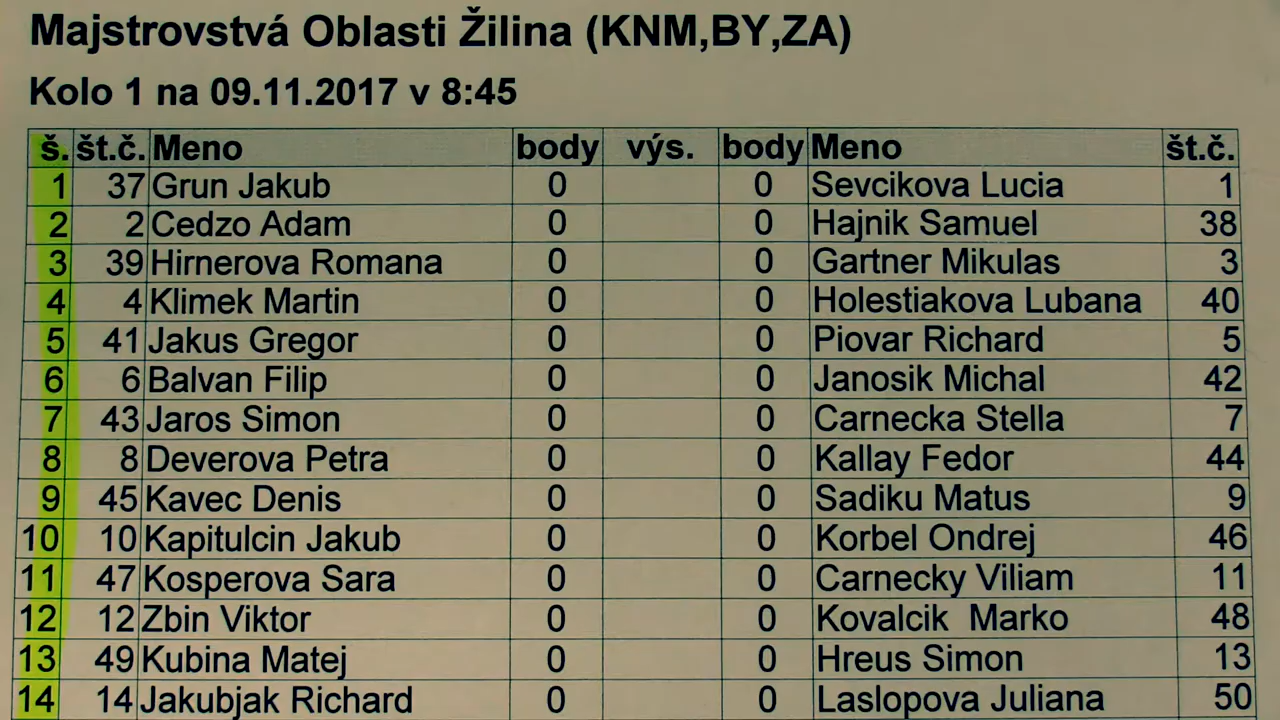 Majstrovstvá Oblasti Žilina (KNM,BY,ZA)
Kolo 1 na 09.11.2017 v 8:45
š. št.č. Meno body výs. body Meno št.č.
1 37 Grun Jakub 0 0 Sevcikova Lucia 1
2 2 Cedzo Adam 0 0 Hajnik Samuel 38
3 39 Hirnerova Romana 0 0 Gartner Mikulas 3
4 4 Klimek Martin 0 0 Holestiakova Lubana 40
5 41 Jakus Gregor 0 0 Piovar Richard 5
6 6 Balvan Filip 0 0 Janosik Michal 42
7 43 Jaros Simon 0 0 Carnecka Stella 7
8 8 Deverova Petra 0 0 Kallay Fedor 44
9 45 Kavec Denis 0 0 Sadiku Matus 9
10 10 Kapitulcin Jakub 0 0 Korbel Ondrej 46
11 47 Kosperova Sara 0 0 Carnecky Viliam 11
12 12 Zbin Viktor 0 0 Kovalcik Marko 48
13 49 Kubina Matej 0 0 Hreus Simon 13
14 14 Jakubjak Richard 0 0 Laslopova Juliana 50